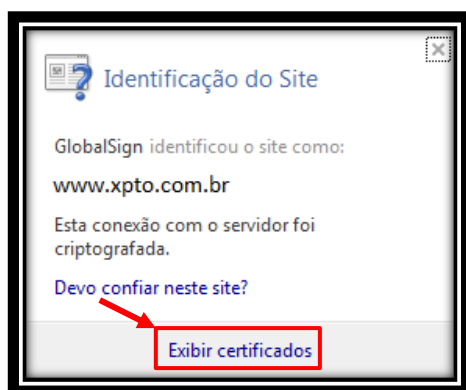 Identificação do Site
GlobalSign identificou o site como:
www.xpto.com.br
Esta conexão com o servidor foi
criptografada.
Devo confiar neste site?
Exibir certificados